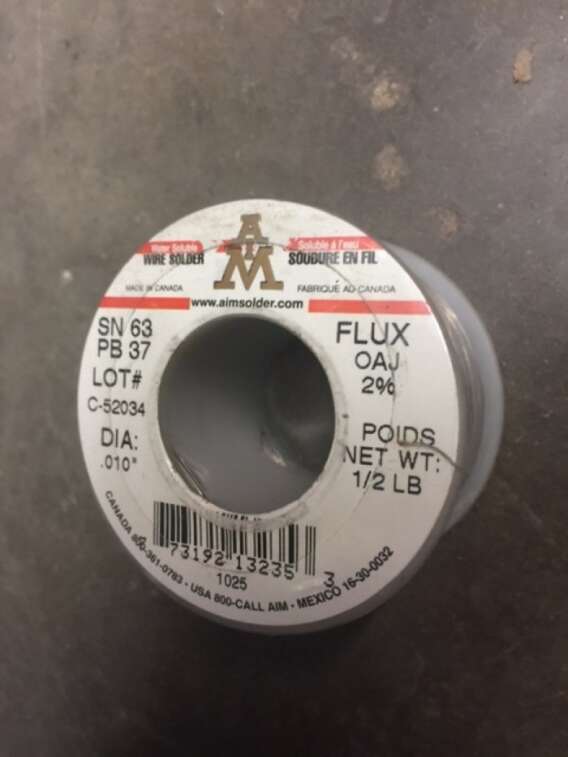 AIM
Water Soluble
WIRE SOLDER
Soluble à l'eau
SOUDURE EN FIL
MADE IN CANADA
FABRIQUÉ AU CANADA
www.aimsolder.com
SN 63
PB 37
LOT#
C-52034
DIA:
.010"
FLUX
OAJ
2%
POIDS
NET WT:
1/2 LB
73192 13235 3
1025
CANADA 800-361-0783 - USA 800-CALL AIM - MEXICO 16-30-0032